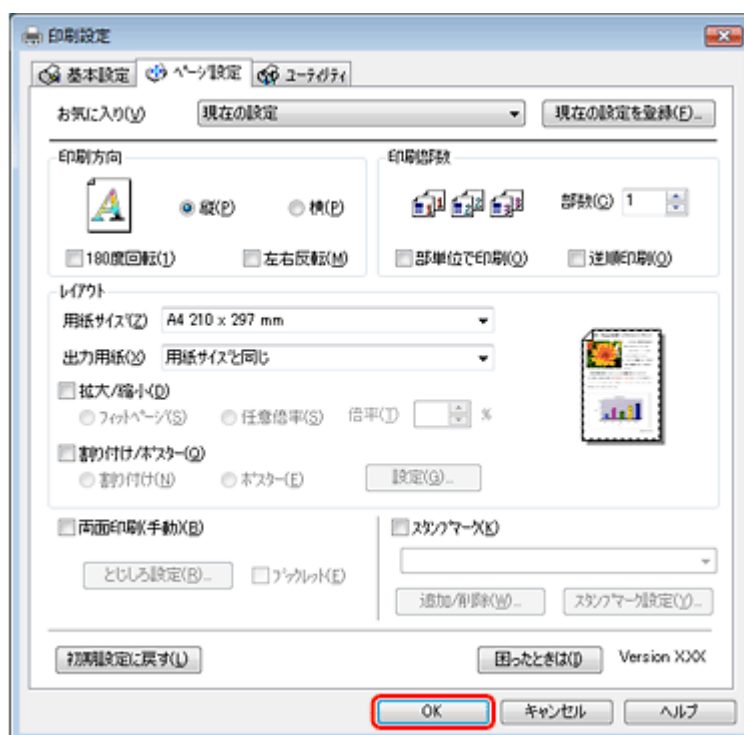 印刷設定
基本設定 ページ設定 ユーティリティ
お気に入り(V) 現在の設定 現在の設定を登録(F)...
印刷方向 印刷部数
縦(P) 横(P) 部数(C) 1
180度回転(1) 左右反転(M) 部単位で印刷(O) 逆順印刷(O)
レイアウト
用紙サイズ(Z) A4 210 x 297 mm
出力用紙(X) 用紙サイズと同じ
拡大/縮小(D)
フィットページ(S) 任意倍率(S) 倍率(T) %
割り付け/ポスター(Q)
割り付け(N) ポスター(E) 設定(G)...
両面印刷(手動)(B) スタンプマーク(K)
とじしろ設定(R)... ブックレット(E)
追加/削除(W)... スタンプマーク設定(Y)...
初期設定に戻す(L) 困ったときは(I) Version XXX
OK キャンセル ヘルプ